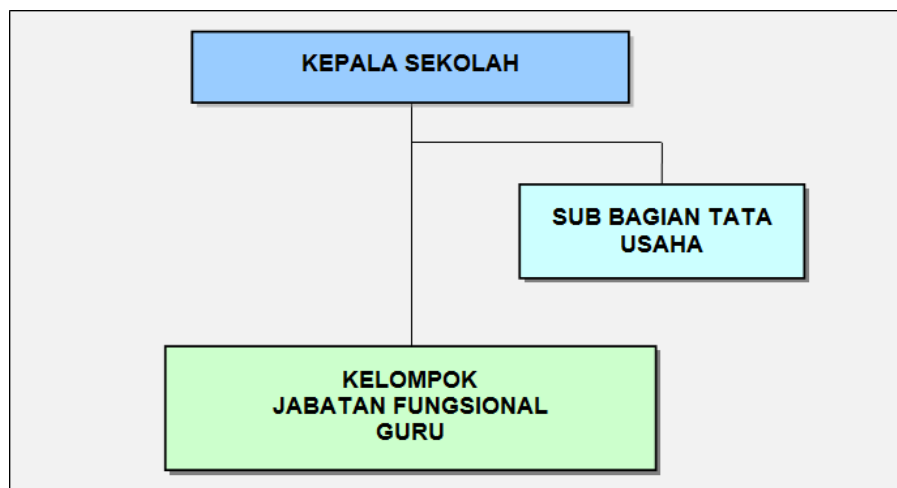 KEPALA SEKOLAH
SUB BAGIAN TATA
USAHA
KELOMPOK
JABATAN FUNGSIONAL
GURU